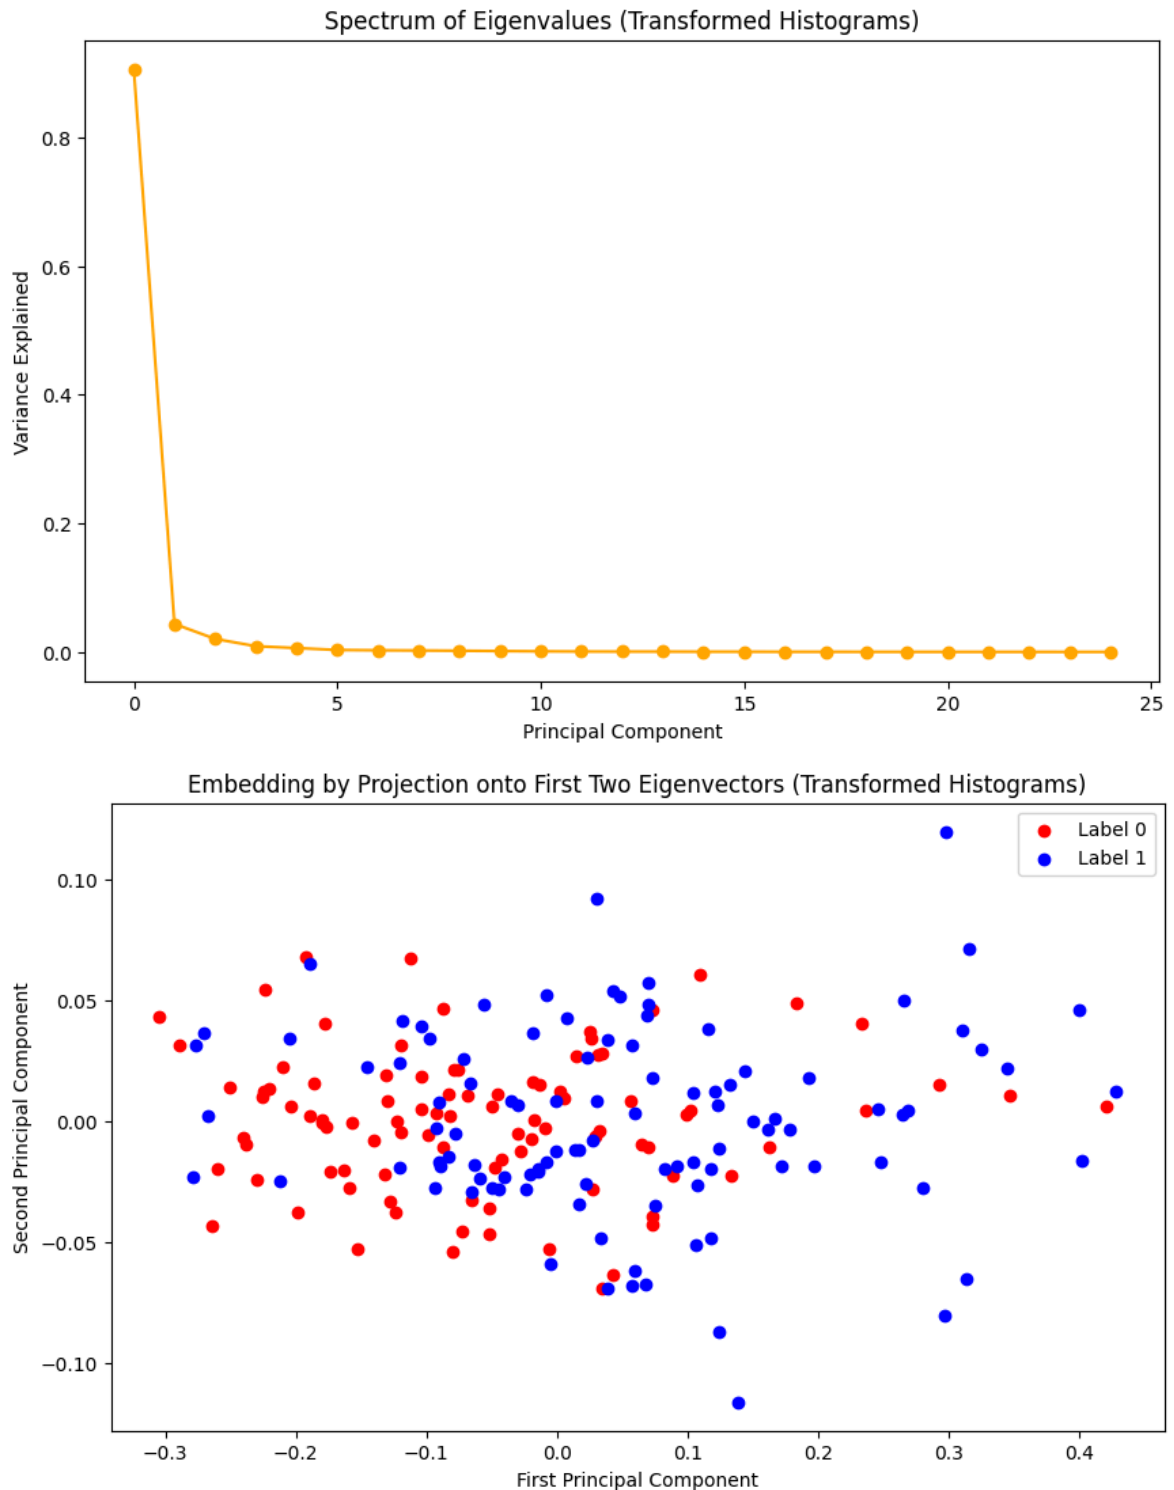 Spectrum of Eigenvalues (Transformed Histograms)
0.8
0.6
0.4
0.2
0.0
Variance Explained
0 5 10 15 20 25
Principal Component
Embedding by Projection onto First Two Eigenvectors (Transformed Histograms)
Label 0
Label 1
0.10
0.05
0.00
−0.05
−0.10
Second Principal Component
−0.3 −0.2 −0.1 0.0 0.1 0.2 0.3 0.4
First Principal Component